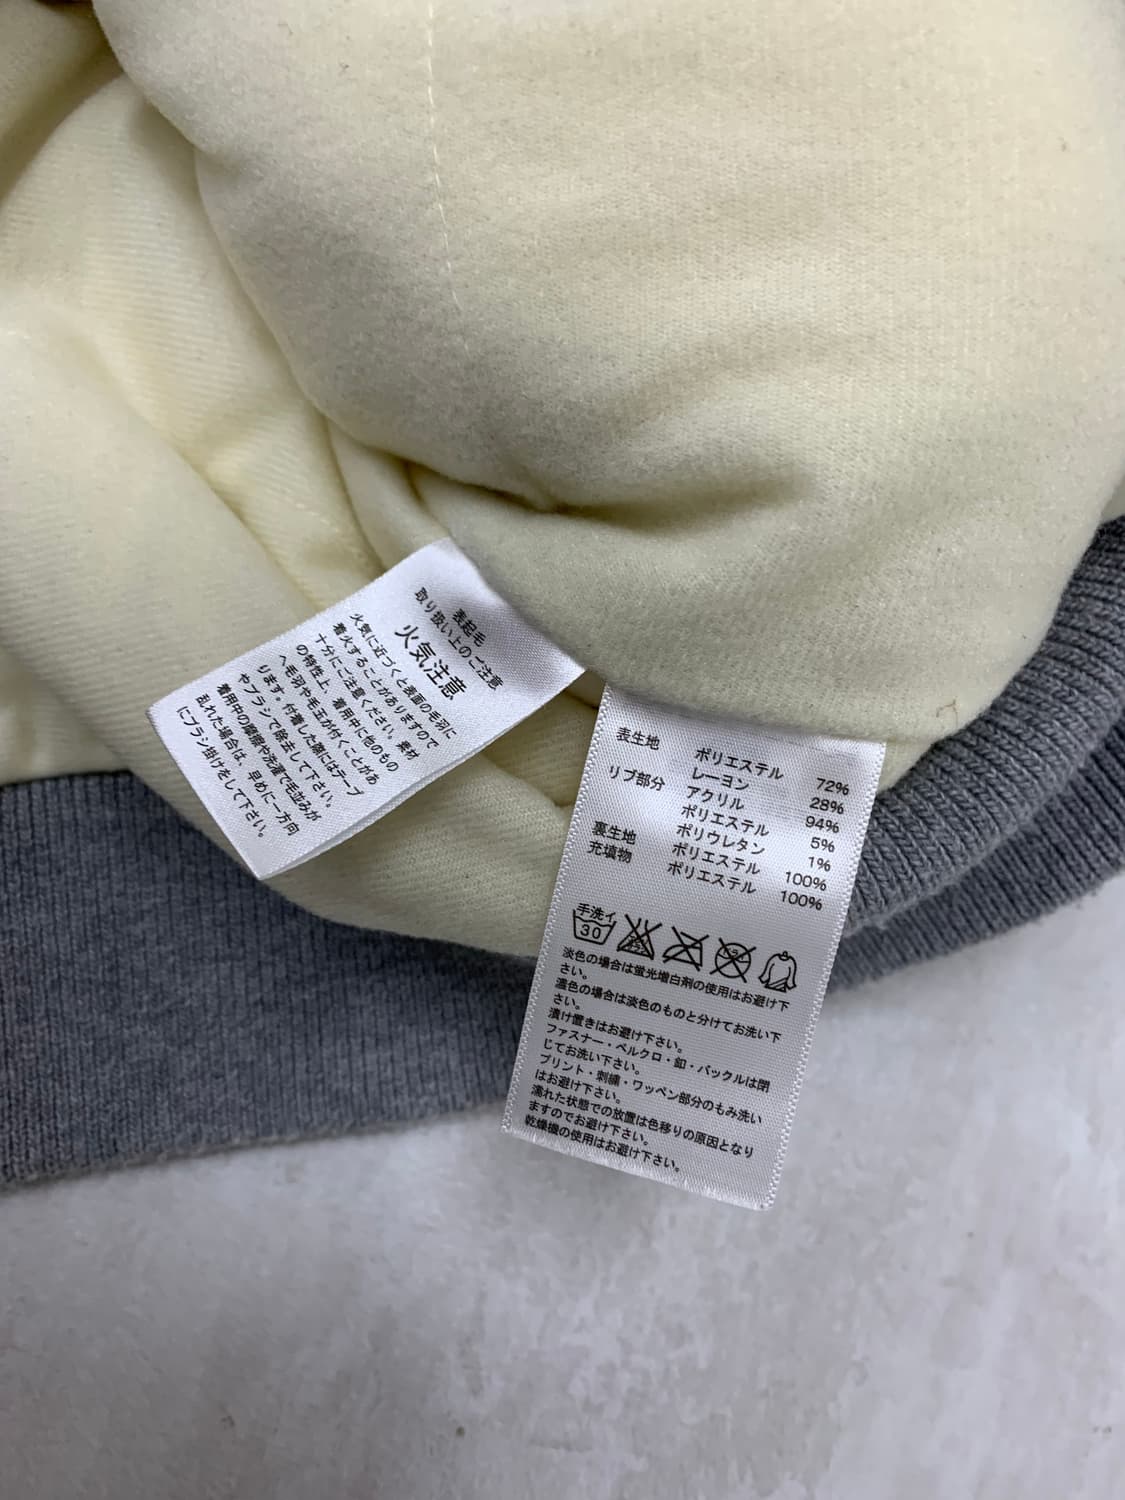 表起毛
取り扱い上のご注意
火気注意
火気に近づくと表面の毛羽に
着火することがありますので
十分にご注意ください。素材
の特性上、着用中に他のもの
へ毛羽や毛玉が付くことがあ
ります。付着した際にはテープ
やブラシで除去して下さい。
着用中の摩擦や洗濯で毛並みが
乱れた場合は、早めに一方向
にブラシ掛けをして下さい。
表生地 ポリエステル 72%
レーヨン 28%
リブ部分 アクリル 94%
ポリエステル 5%
ポリウレタン 1%
裏生地 ポリエステル 100%
充填物 ポリエステル 100%
手洗イ
30
淡色の場合は蛍光増白剤の使用はお避け下
さい。
濃色の場合は淡色のものと分けてお洗い下
さい。
漬け置きはお避け下さい。
ファスナー・ベルクロ・釦・バックルは閉
じてお洗い下さい。
プリント・刺繍・ワッペン部分のもみ洗い
はお避け下さい。
濡れた状態での放置は色移りの原因となり
ますのでお避け下さい。
乾燥機の使用はお避け下さい。